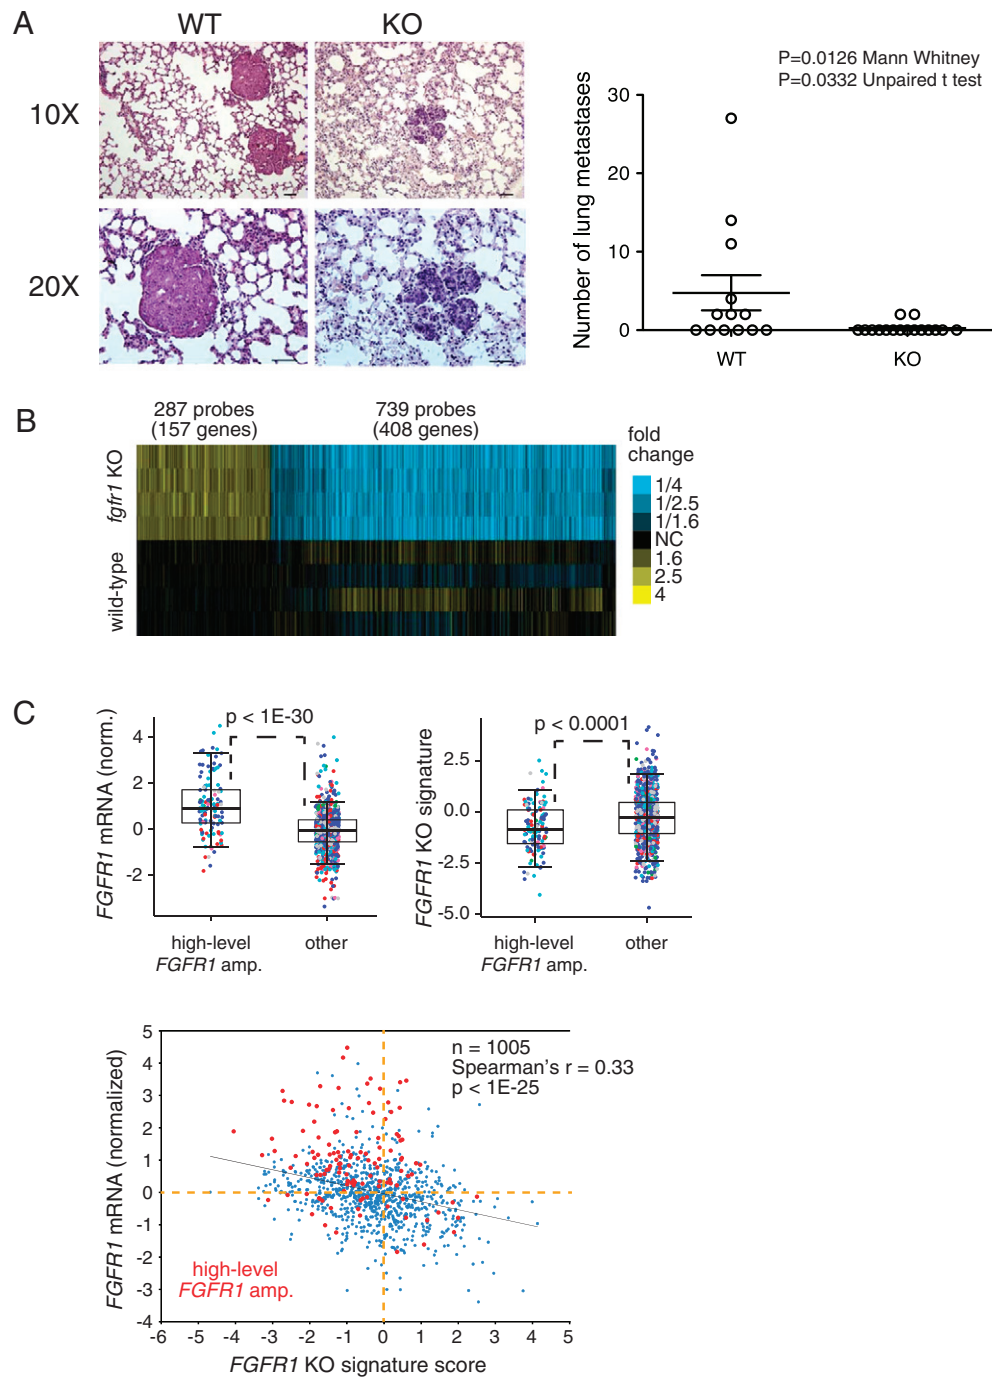 A
WT
KO
10X
20X
P=0.0126 Mann Whitney
P=0.0332 Unpaired t test
Number of lung metastases
30
20
10
0
WT
KO
B
287 probes
(157 genes)
739 probes
(408 genes)
fgfr1 KO
wild-type
fold
change
1/4
1/2.5
1/1.6
NC
1.6
2.5
4
C
FGFR1 mRNA (norm.)
4
2
0
-2
p < 1E-30
high-level
FGFR1 amp.
other
FGFR1 KO signature
2.5
0.0
-2.5
-5.0
p < 0.0001
high-level
FGFR1 amp.
other
FGFR1 mRNA (normalized)
5
4
3
2
1
0
-1
-2
-3
-4
n = 1005
Spearman's r = 0.33
p < 1E-25
high-level
FGFR1 amp.
-6 -5 -4 -3 -2 -1 0 1 2 3 4 5
FGFR1 KO signature score